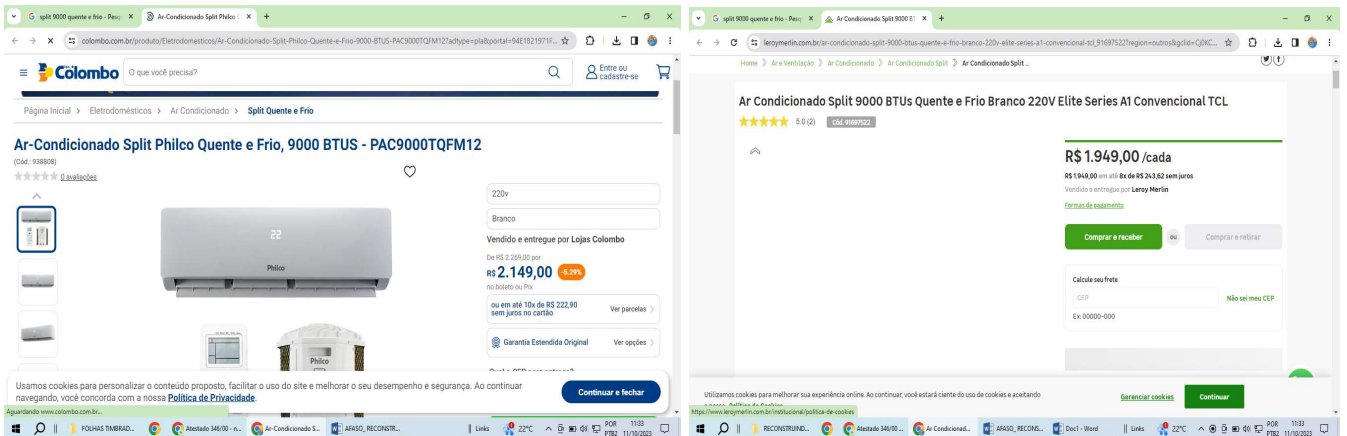 split 9000 quente e frio - Pesq
Ar-Condicionado Split Philco Q
colombo.com.br/produto/Eletrodomesticos/Ar-Condicionado-Split-Philco-Quente-e-Frio-9000-BTUS-PAC9000TQFM12?adtype=pla&portal=94E1821971F...
Colombo
O que você precisa?
Entre ou
cadastre-se
Página Inicial > Eletrodomésticos > Ar Condicionado > Split Quente e Frio
Ar-Condicionado Split Philco Quente e Frio, 9000 BTUS - PAC9000TQFM12
(Cód.: 938808)
0 avaliações
22
Philco
Philco
220v
Branco
Vendido e entregue por Lojas Colombo
De R$ 2.269,00 por
R$ 2.149,00 -5.29%
no boleto ou Pix
ou em até 10x de R$ 222,90
sem juros no cartão
Ver parcelas
Garantia Estendida Original
Ver opções
Usamos cookies para personalizar o conteúdo proposto, facilitar o uso do site e melhorar o seu desempenho e segurança. Ao continuar
navegando, você concorda com a nossa Política de Privacidade.
Continuar e fechar
Aguardando www.colombo.com.br...
FOLHAS TIMBRAD...
Atestado 346/00 - n...
Ar-Condicionado S...
AFASO_RECONSTR...
Links
22°C
POR
PTB2
11:33
11/10/2023
split 9000 quente e frio - Pesq
Ar Condicionado Split 9000 BT
leroymerlin.com.br/ar-condicionado-split-9000-btus-quente-e-frio-branco-220v-elite-series-a1-convencional-tcl_91697522?region=outros&gclid=Cj0KC...
Home > Ar e Ventilação > Ar Condicionado > Ar Condicionado Split > Ar Condicionado Split ...
Ar Condicionado Split 9000 BTUs Quente e Frio Branco 220V Elite Series A1 Convencional TCL
5.0 (2) Cód. 91697522
R$ 1.949,00 /cada
R$ 1.949,00 em até 8x de R$ 243,62 sem juros
Vendido e entregue por Leroy Merlin
Formas de pagamento
Comprar e receber
ou
Comprar e retirar
Calcule seu frete
CEP
Não sei meu CEP
Ex: 00000-000
Utilizamos cookies para melhorar sua experiência online. Ao continuar, você estará ciente do uso de cookies e aceitando
Gerenciar cookies
Continuar
https://www.leroymerlin.com.br/institucional/politica-de-cookies
RECONSTRUIND...
Atestado 346/00 ...
Ar Condicionad...
AFASO_RECONS...
Doc1 - Word
Links
22°C
POR
PTB2
11:33
11/10/2023